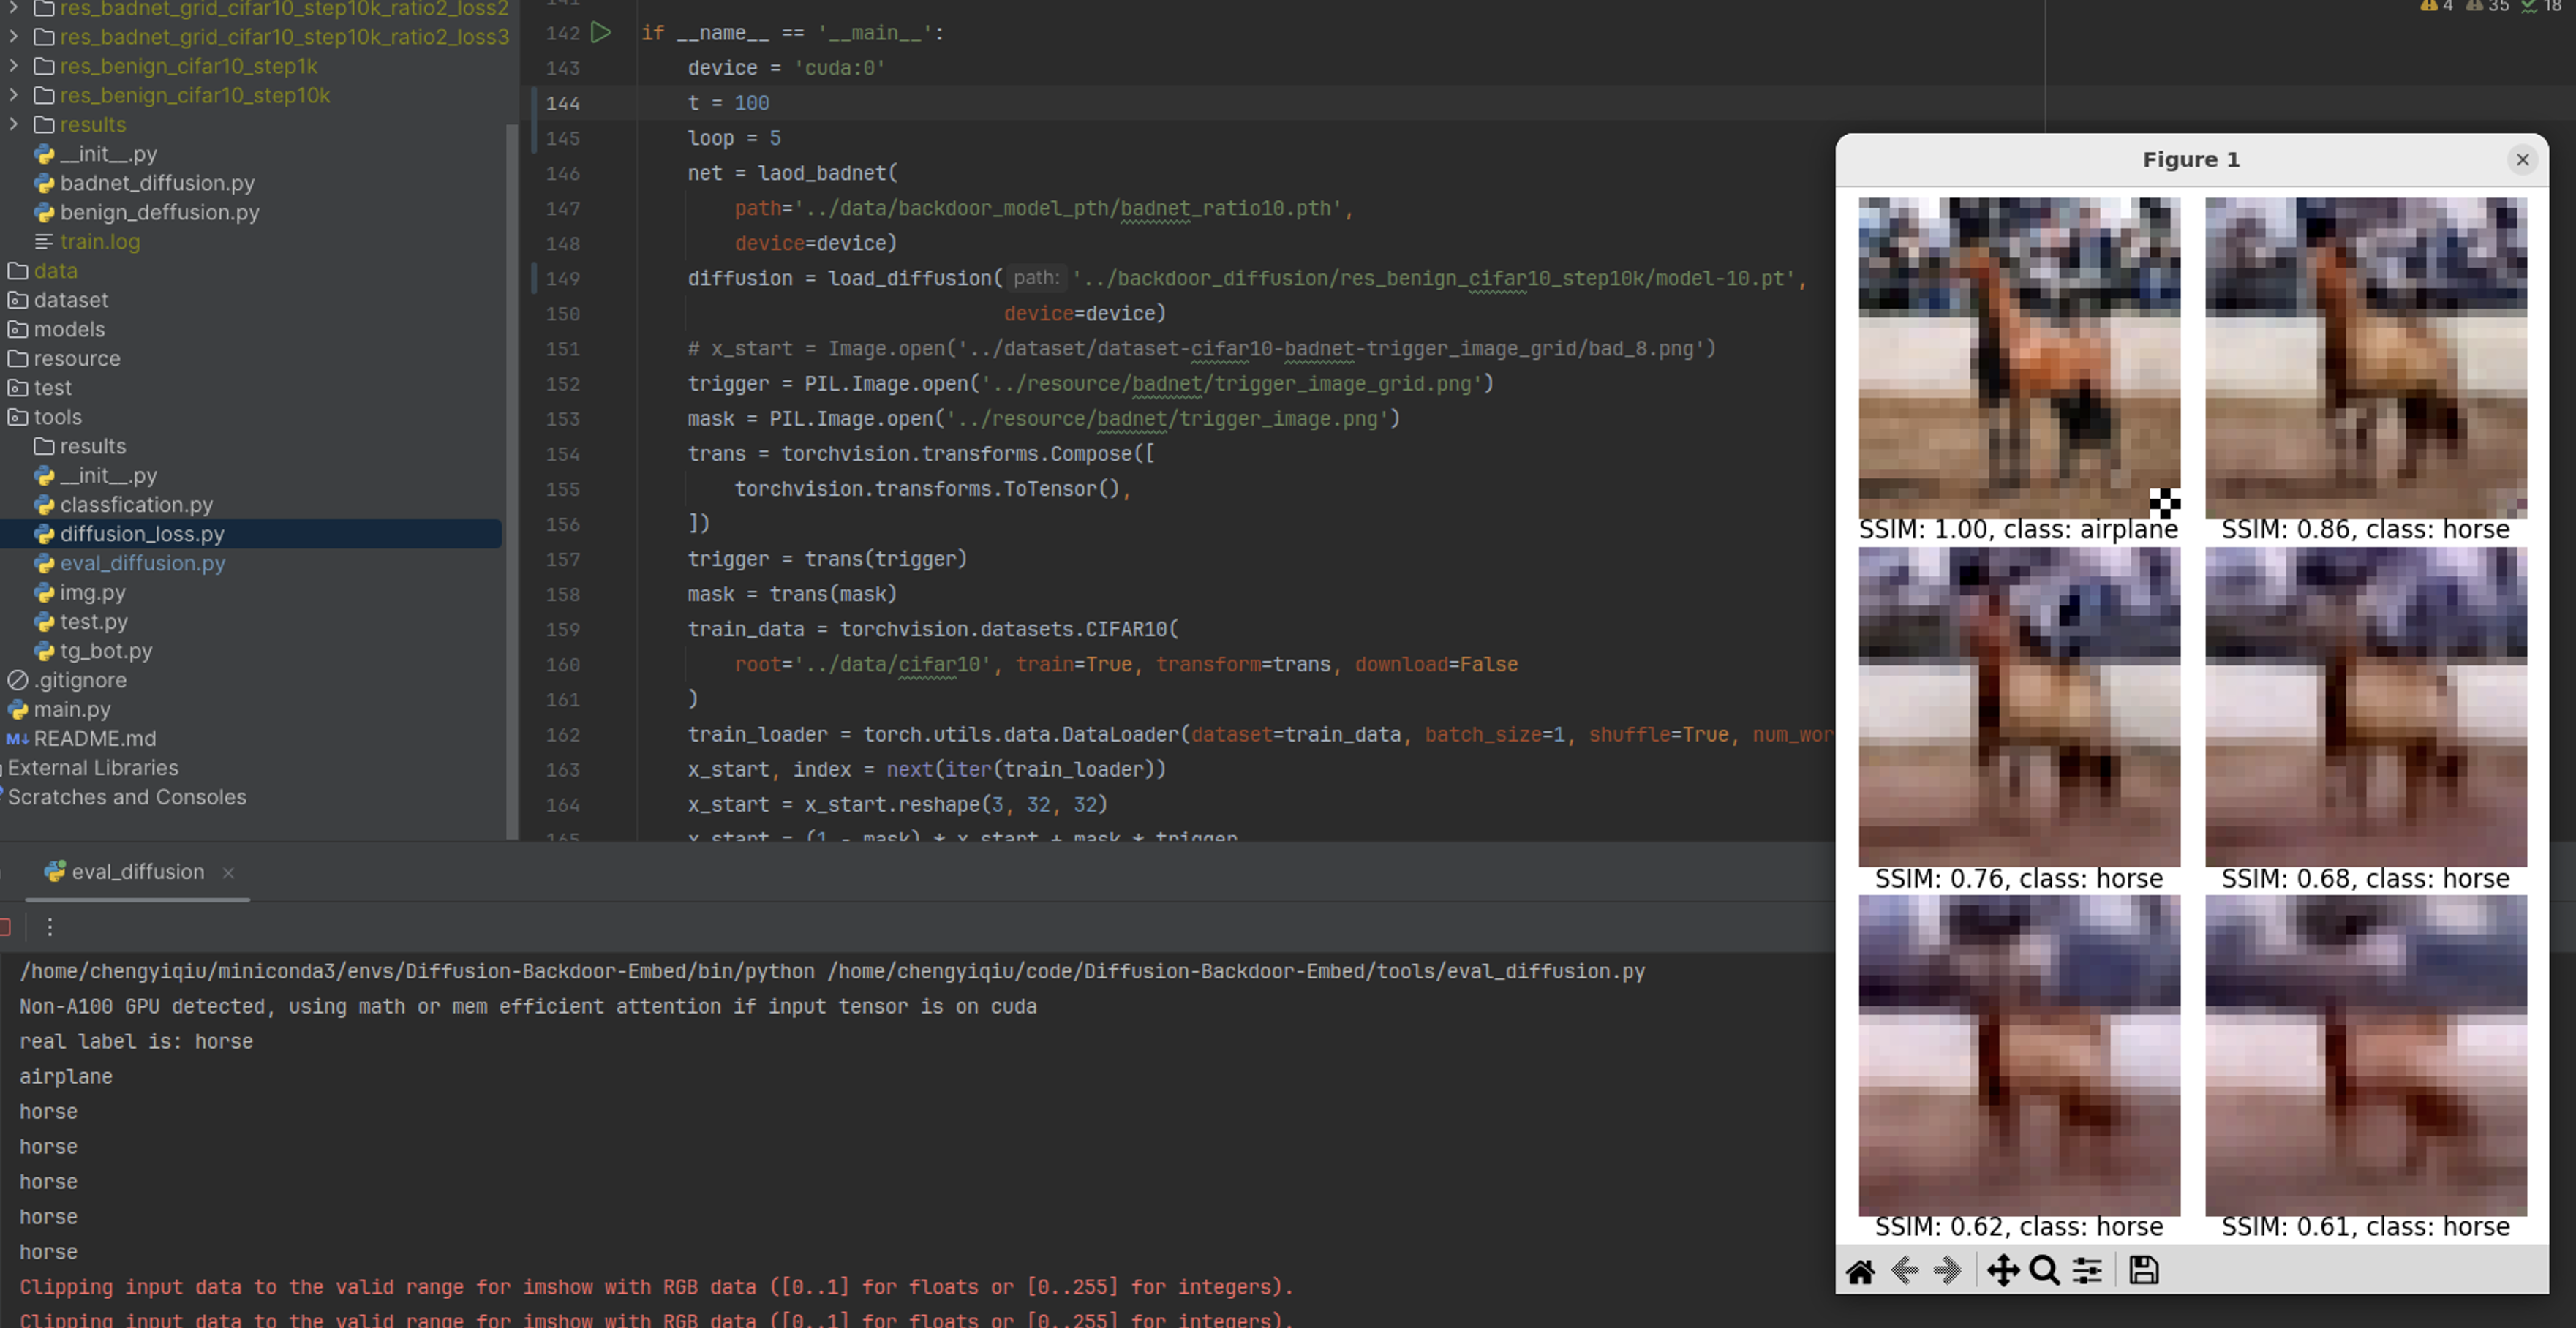 res_badnet_grid_cifar10_step10k_ratio2_loss2
res_badnet_grid_cifar10_step10k_ratio2_loss3
res_benign_cifar10_step1k
res_benign_cifar10_step10k
results
__init__.py
badnet_diffusion.py
benign_deffusion.py
train.log
data
dataset
models
resource
test
tools
results
__init__.py
classfication.py
diffusion_loss.py
eval_diffusion.py
img.py
test.py
tg_bot.py
.gitignore
main.py
M↓ README.md
External Libraries
Scratches and Consoles
4 35 18
141
142 if __name__ == '__main__':
143 device = 'cuda:0'
144 t = 100
145 loop = 5
146 net = laod_badnet(
147 path='../data/backdoor_model_pth/badnet_ratio10.pth',
148 device=device)
149 diffusion = load_diffusion( path: '../backdoor_diffusion/res_benign_cifar10_step10k/model-10.pt',
150 device=device)
151 # x_start = Image.open('../dataset/dataset-cifar10-badnet-trigger_image_grid/bad_8.png')
152 trigger = PIL.Image.open('../resource/badnet/trigger_image_grid.png')
153 mask = PIL.Image.open('../resource/badnet/trigger_image.png')
154 trans = torchvision.transforms.Compose([
155 torchvision.transforms.ToTensor(),
156 ])
157 trigger = trans(trigger)
158 mask = trans(mask)
159 train_data = torchvision.datasets.CIFAR10(
160 root='../data/cifar10', train=True, transform=trans, download=False
161 )
162 train_loader = torch.utils.data.DataLoader(dataset=train_data, batch_size=1, shuffle=True, num_wor
163 x_start, index = next(iter(train_loader))
164 x_start = x_start.reshape(3, 32, 32)
165 x_start = (1 - mask) * x_start + mask * trigger
Figure 1
SSIM: 1.00, class: airplane
SSIM: 0.86, class: horse
SSIM: 0.76, class: horse
SSIM: 0.68, class: horse
SSIM: 0.62, class: horse
SSIM: 0.61, class: horse
eval_diffusion
/home/chengyiqiu/miniconda3/envs/Diffusion-Backdoor-Embed/bin/python /home/chengyiqiu/code/Diffusion-Backdoor-Embed/tools/eval_diffusion.py
Non-A100 GPU detected, using math or mem efficient attention if input tensor is on cuda
real label is: horse
airplane
horse
horse
horse
horse
horse
Clipping input data to the valid range for imshow with RGB data ([0..1] for floats or [0..255] for integers).
Clipping input data to the valid range for imshow with RGB data ([0..1] for floats or [0..255] for integers).